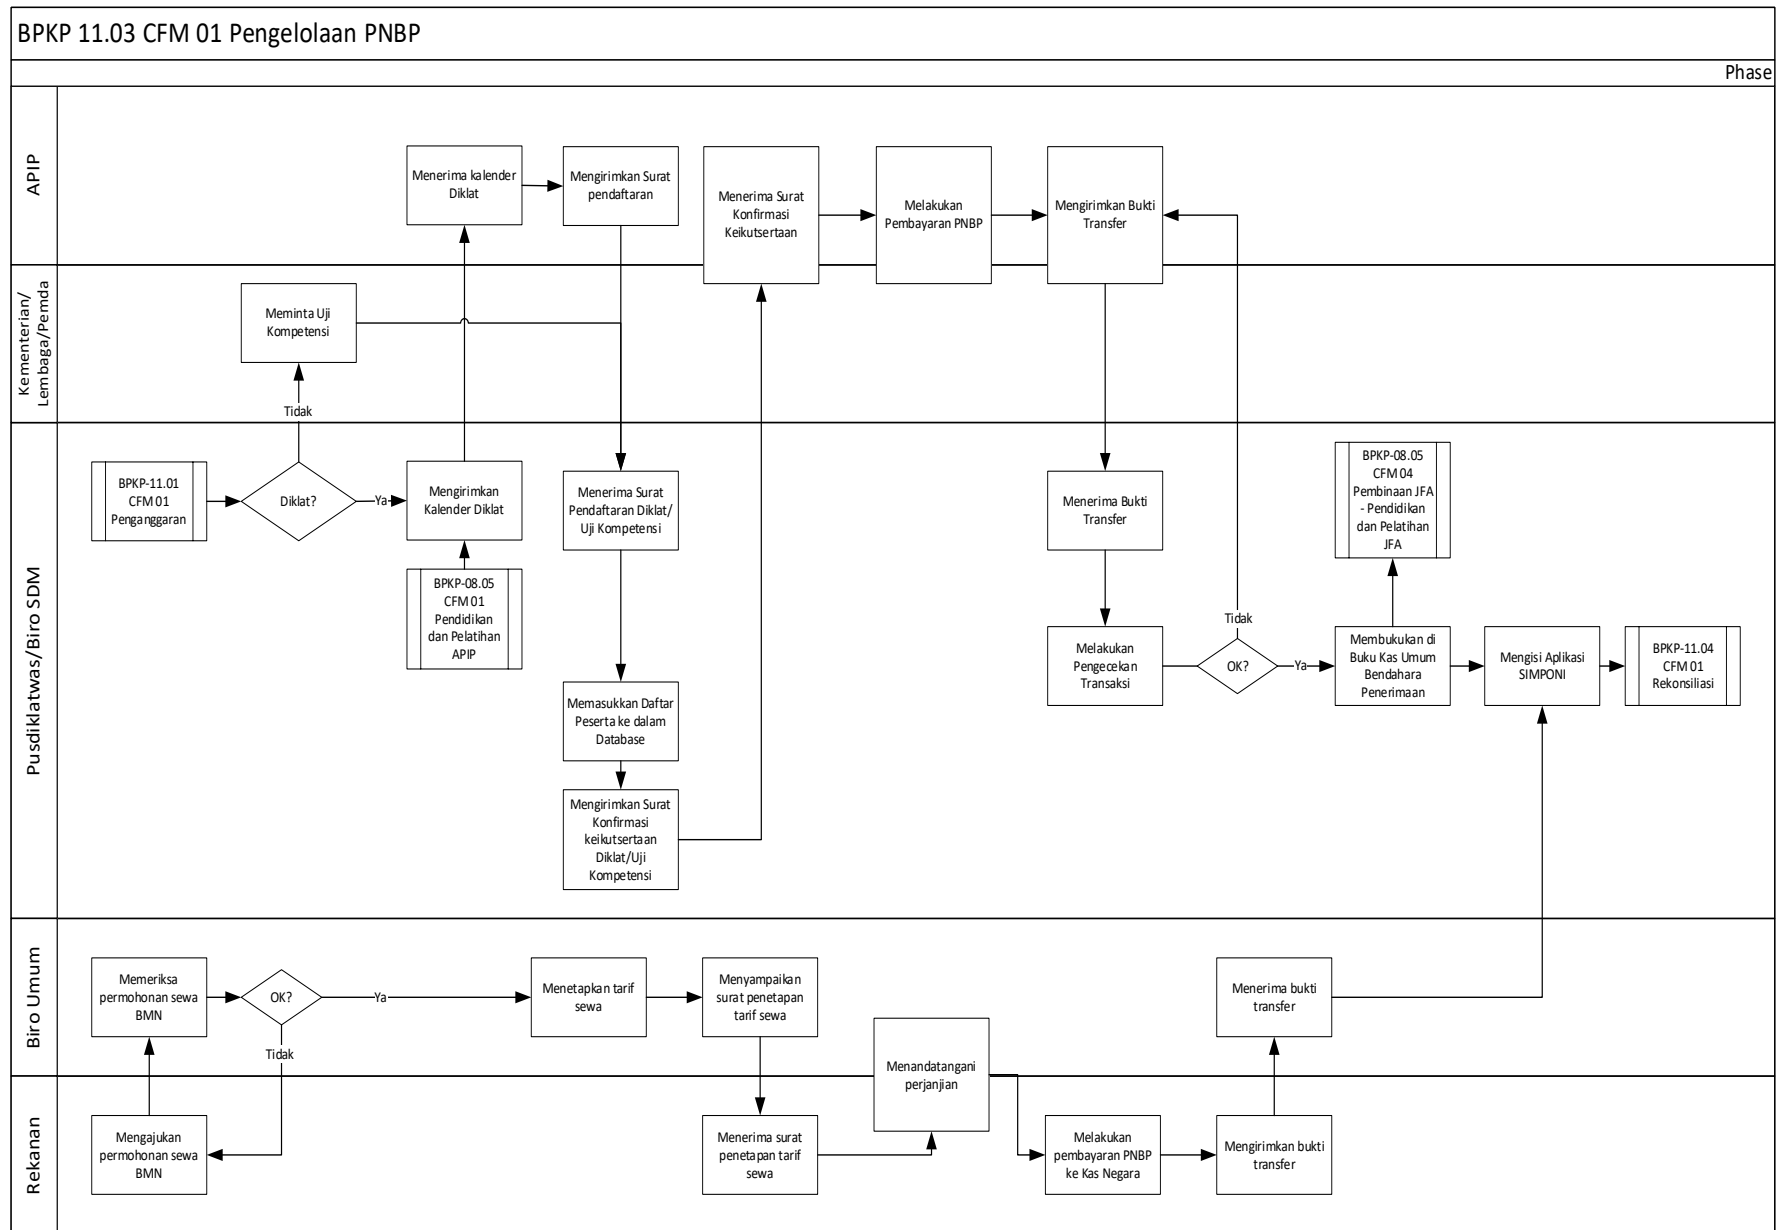 BPKP 11.03 CFM 01 Pengelolaan PNBP
Phase
APIP
Menerima kalender
Diklat
Mengirimkan Surat
pendaftaran
Menerima Surat
Konfirmasi
Keikutsertaan
Melakukan
Pembayaran PNBP
Mengirimkan Bukti
Transfer
Kementerian/
Lembaga/Pemda
Meminta Uji
Kompetensi
Tidak
Pusdiklatwas/Biro SDM
BPKP-11.01
CFM 01
Penganggaran
Diklat?
Ya
Mengirimkan
Kalender Diklat
BPKP-08.05
CFM 01
Pendidikan
dan Pelatihan
APIP
Menerima Surat
Pendaftaran Diklat/
Uji Kompetensi
Memasukkan Daftar
Peserta ke dalam
Database
Mengirimkan Surat
Konfirmasi
keikutsertaan
Diklat/Uji
Kompetensi
Menerima Bukti
Transfer
Melakukan
Pengecekan
Transaksi
OK?
Tidak
Ya
BPKP-08.05
CFM 04
Pembinaan JFA
- Pendidikan
dan Pelatihan
JFA
Membukukan di
Buku Kas Umum
Bendahara
Penerimaan
Mengisi Aplikasi
SIMPONI
BPKP-11.04
CFM 01
Rekonsiliasi
Biro Umum
Memeriksa
permohonan sewa
BMN
OK?
Ya
Tidak
Menetapkan tarif
sewa
Menyampaikan
surat penetapan
tarif sewa
Menandatangani
perjanjian
Menerima bukti
transfer
Rekanan
Mengajukan
permohonan sewa
BMN
Menerima surat
penetapan tarif
sewa
Melakukan
pembayaran PNBP
ke Kas Negara
Mengirimkan bukti
transfer